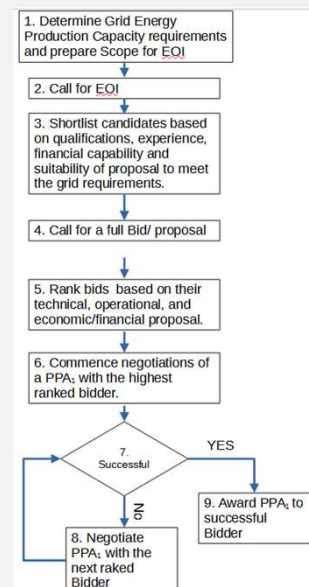 1. Determine Grid Energy
Production Capacity requirements
and prepare Scope for EOI
2. Call for EOI
3. Shortlist candidates based
on qualifications, experience,
financial capability and
suitability of proposal to meet
the grid requirements.
4. Call for a full Bid/ proposal
5. Rank bids based on their
technical, operational, and
economic/financial proposal.
6. Commence negotiations of
a PPA₁ with the highest
ranked bidder.
7.
Successful
YES
No
9. Award PPA₁ to
successful
Bidder
8. Negotiate
PPA₁ with the
next raked
Bidder